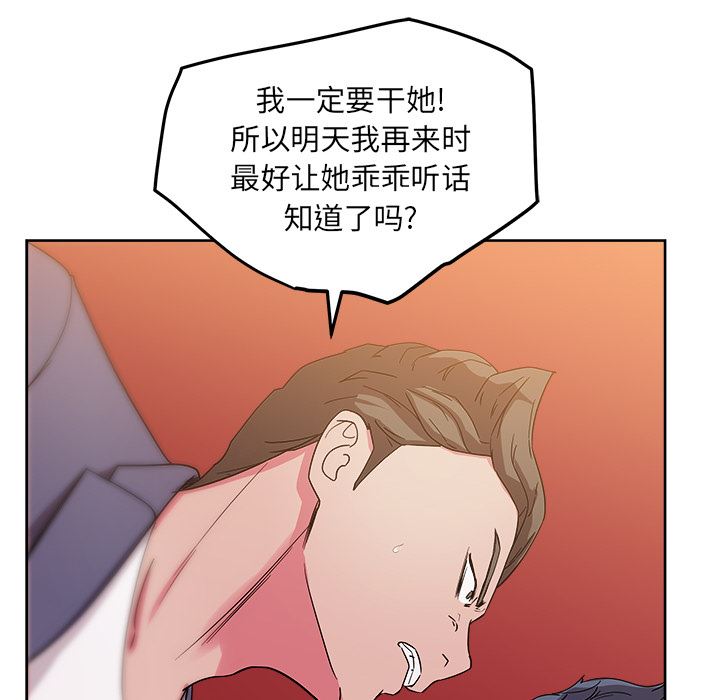 我一定要干她!
所以明天我再来时
最好让她乖乖听话
知道了吗?